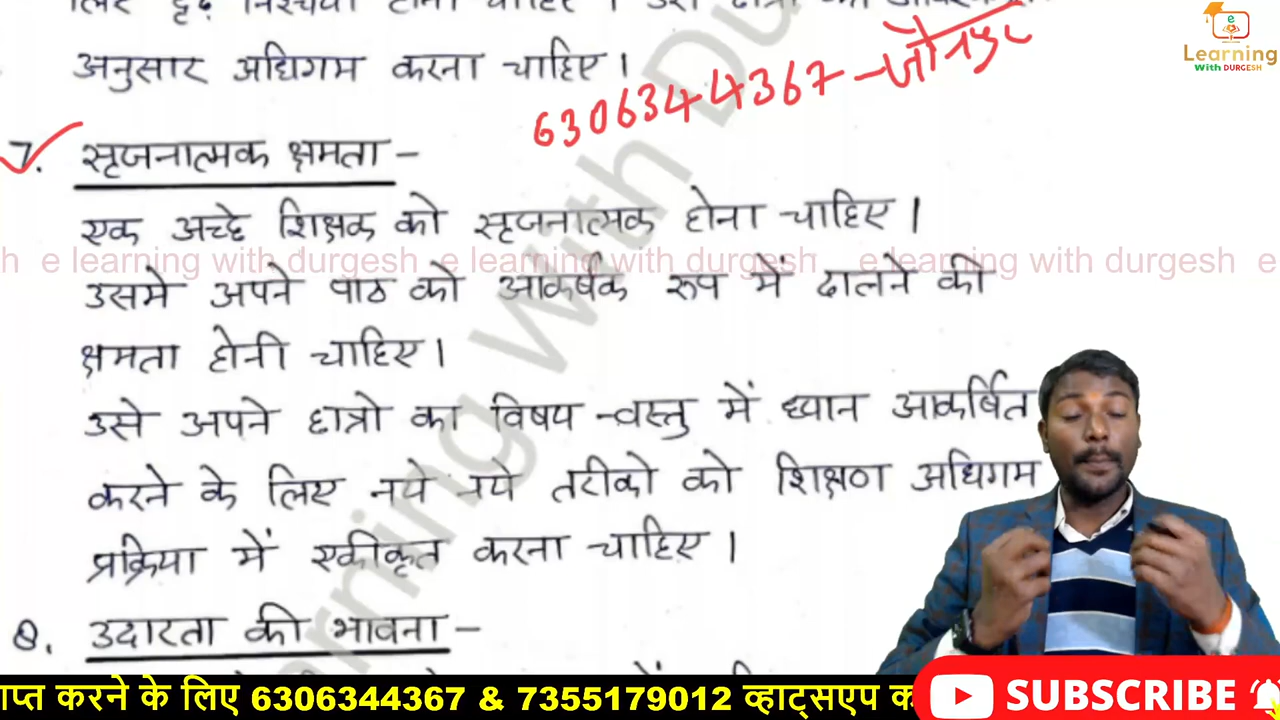 e
Learning
With DURGESH
अनुसार अधिगम करना चाहिए।
6306344367 - जौनपुर
7. सृजनात्मक क्षमता -
एक अच्छे शिक्षक को सृजनात्मक होना चाहिए।
h e learning with durgesh e learning with durgesh e learning with durgesh e
उसमे अपने पाठ को आकर्षक रूप में ढालने की
क्षमता होनी चाहिए।
उसे अपने छात्रो का विषय-वस्तु में ध्यान आकर्षित
करने के लिए नये नये तरीको को शिक्षण अधिगम
प्रक्रिया में एकीकृत करना चाहिए।
8. उदारता की भावना -
करने के लिए 6306344367 & 7355179012 व्हाट्सएप
SUBSCRIBE